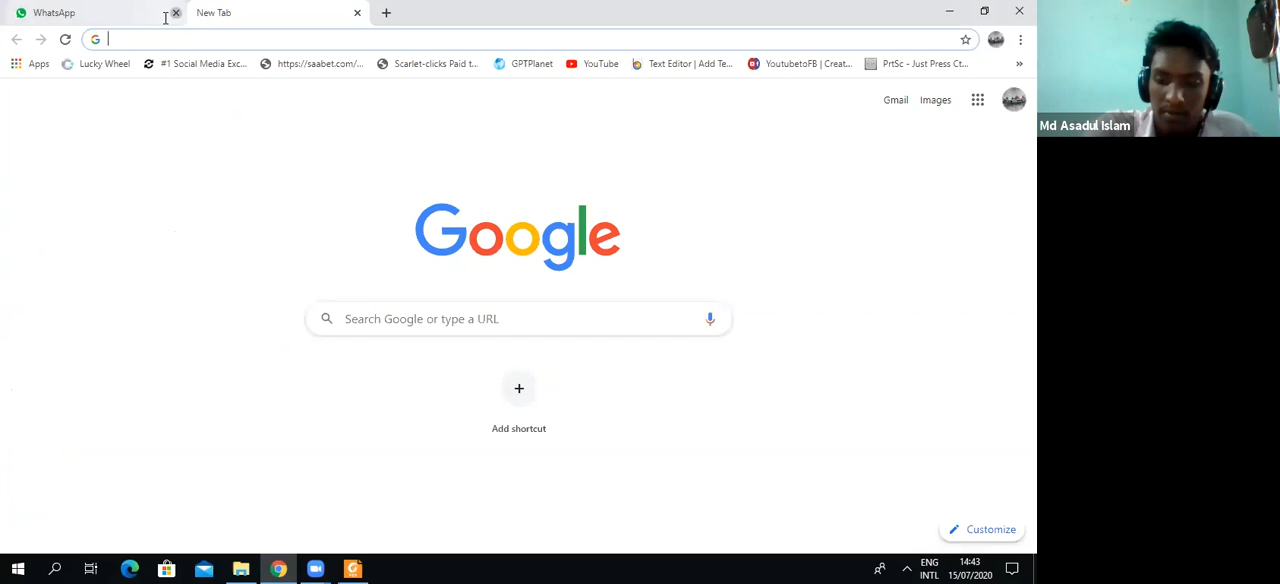 WhatsApp
New Tab
Apps
Lucky Wheel
#1 Social Media Exc...
https://saabet.com/...
Scarlet-clicks Paid t...
GPTPlanet
YouTube
Text Editor | Add Te...
YoutubetoFB | Creat...
PrtSc - Just Press Ct...
»
Gmail
Images
Md Asadul Islam
Google
Search Google or type a URL
Add shortcut
Customize
ENG
INTL
14:43
15/07/2020